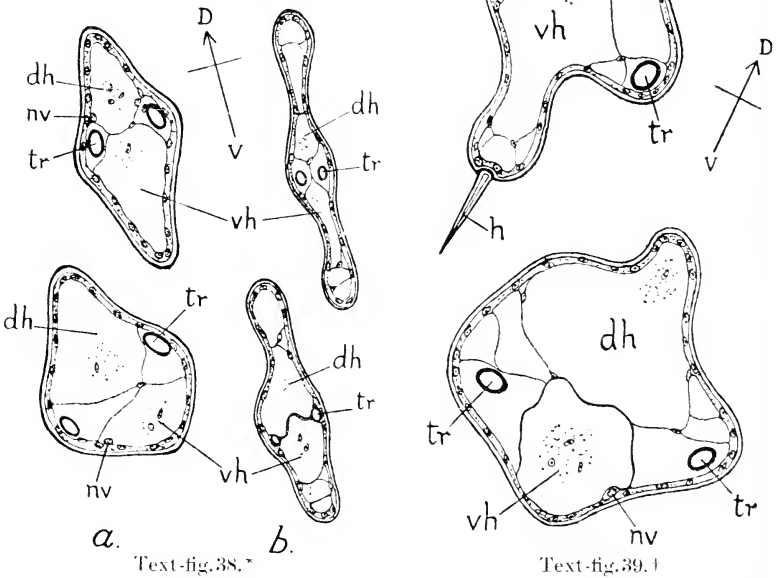 D
dh
nv
tr
V
vh
dh
tr
dh
tr
vh
nv
dh
tr
a.
b.
Text-fig. 38.*
vh
tr
D
V
h
dh
tr
vh
nv
tr
Text-fig. 39.†